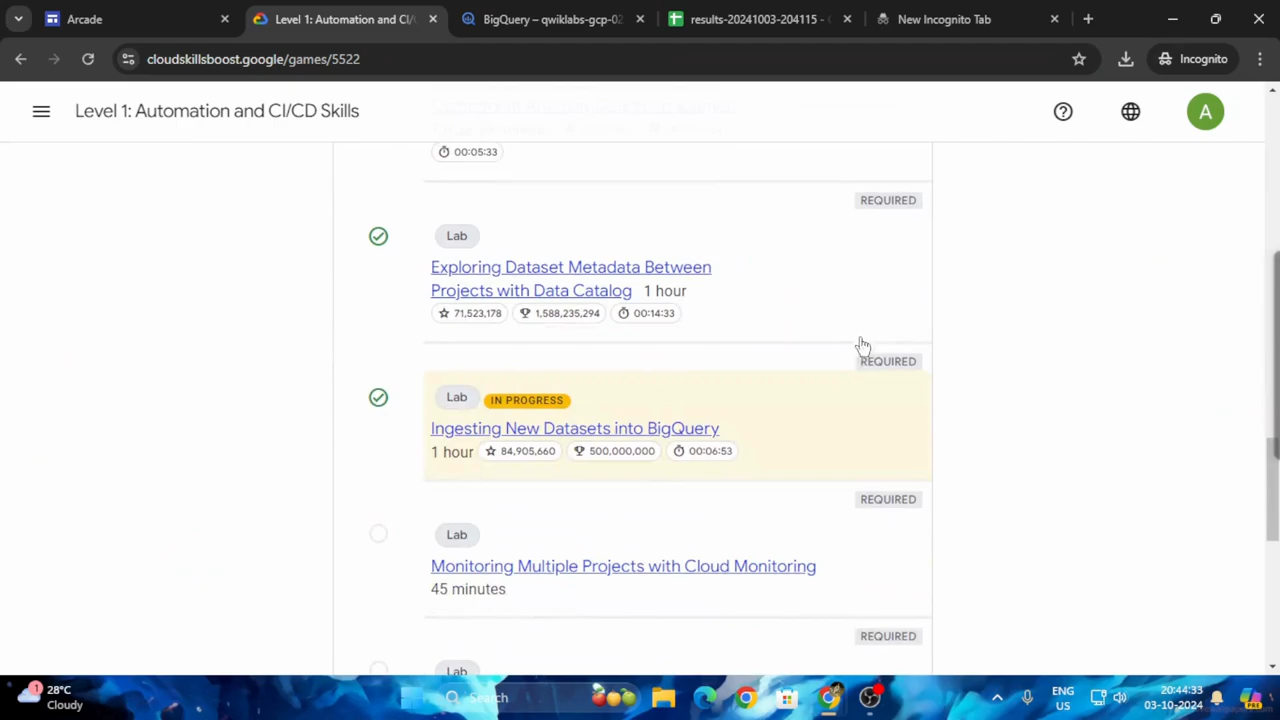 Arcade
Level 1: Automation and CI/
BigQuery – qwiklabs-gcp-02
results-20241003-204115 -
New Incognito Tab
cloudskillsboost.google/games/5522
Incognito
Level 1: Automation and CI/CD Skills
A
00:05:33
REQUIRED
Lab
Exploring Dataset Metadata Between
Projects with Data Catalog 1 hour
71,523,178 1,588,235,294 00:14:33
REQUIRED
Lab IN PROGRESS
Ingesting New Datasets into BigQuery
1 hour 84,905,660 500,000,000 00:06:53
REQUIRED
Lab
Monitoring Multiple Projects with Cloud Monitoring
45 minutes
REQUIRED
Lab
1
28°C
Cloudy
Search
PRE
ENG
US
20:44:33
03-10-2024